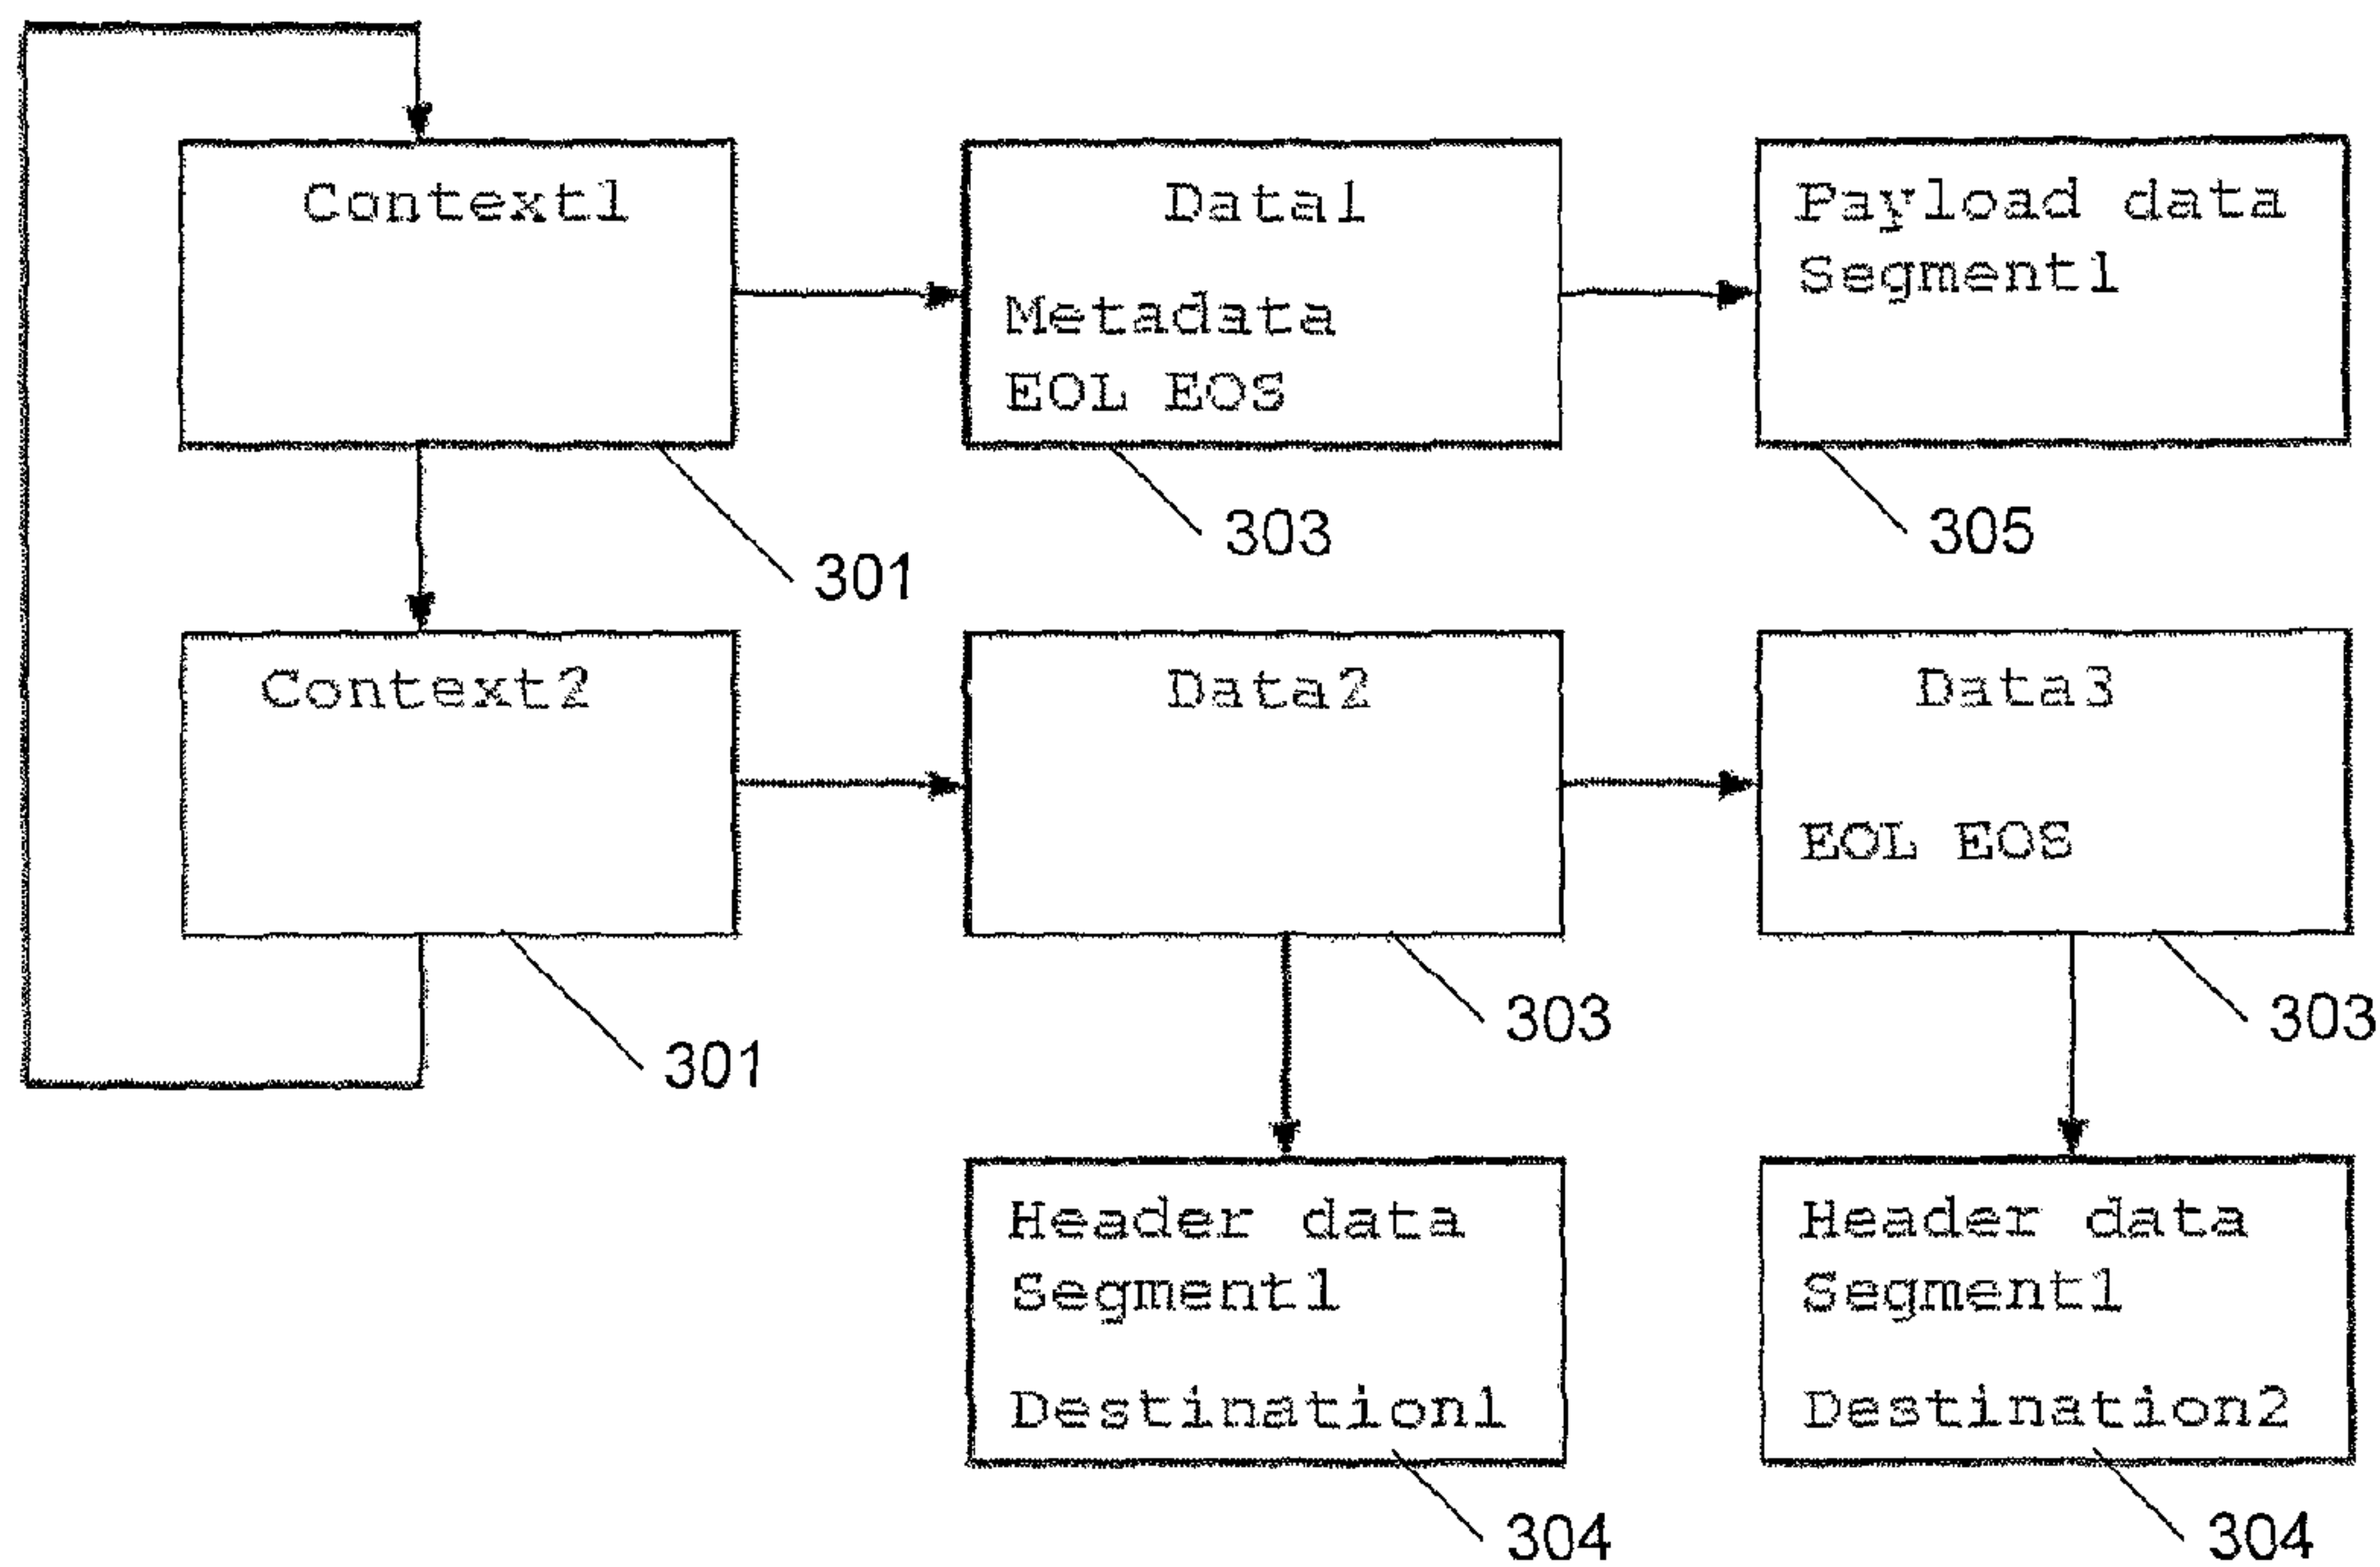 Context1
Data1
Metadata
EOL EOS
Payload data
Segment1
301
303
305
Context2
Data2
Data3
EOL EOS
301
303
303
Header data
Segment1
Destination1
Header data
Segment1
Destination2
304
304